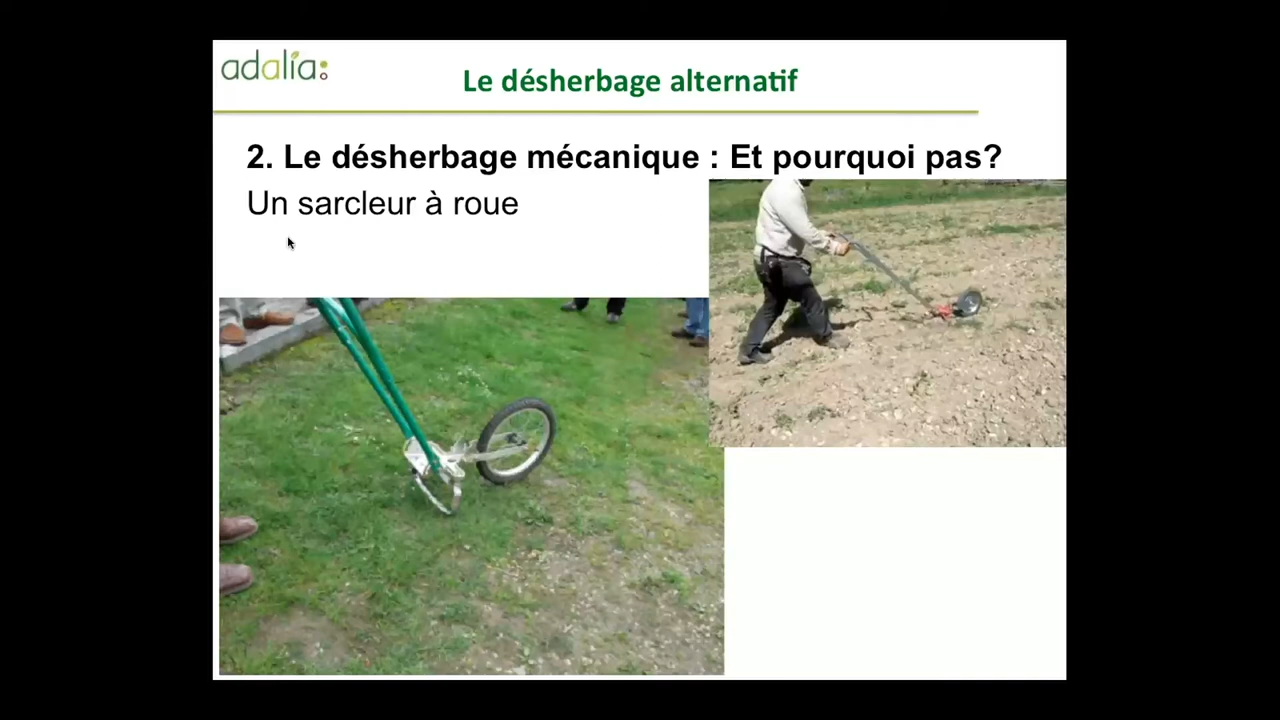 adalia
Le désherbage alternatif
2. Le désherbage mécanique : Et pourquoi pas?
Un sarcleur à roue